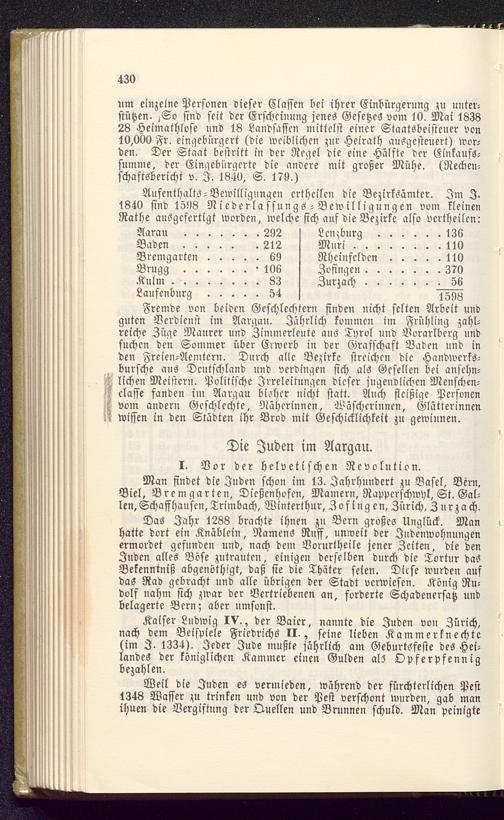 430
um einzelne Personen dieser Classen bei ihrer Einbürgerung zu unter-
stützen. So sind seit der Erscheinung jenes Gesetzes vom 10. Mai 1838
28 Heimathlose und 18 Landsassen mittelst einer Staatsbeisteuer von
10,000 Fr. eingebürgert (die weiblichen zur Heirath ausgesteuert) wor-
den. Der Staat bestritt in der Regel die eine Hälfte der Einkaufs-
summe, der Eingebürgerte die andere mit großer Mühe. (Rechen-
schaftsbericht v. J. 1840, S. 179.)
Aufenthalts-Bewilligungen ertheilen die Bezirksämter. Im J.
1840 sind 1598 Niederlassungs-Bewilligungen vom kleinen
Rathe ausgefertigt worden, welche sich auf die Bezirke also vertheilen:
Aarau . . . . . . . 292
Baden . . . . . . 212
Bremgarten . . . . . 69
Brugg . . . . . . . 106
Kulm . . . . . . . 83
Laufenburg . . . . . 54
Lenzburg . . . . . . 136
Muri . . . . . . . 110
Rheinfelden . . . . . 110
Zofingen . . . . . . 370
Zurzach . . . . . . 56
1598
Fremde von beiden Geschlechtern finden nicht selten Arbeit und
guten Verdienst im Aargau. Jährlich kommen im Frühling zahl-
reiche Züge Maurer und Zimmerleute aus Tyrol und Vorarlberg und
suchen den Sommer über Erwerb in der Grafschaft Baden und in
den Freien-Aemtern. Durch alle Bezirke streichen die Handwerks-
bursche aus Deutschland und verdingen sich als Gesellen bei ansehn-
lichen Meistern. Politische Irreleitungen dieser jugendlichen Menschen-
classe fanden im Aargau bisher nicht statt. Auch fleißige Personen
vom andern Geschlechte, Näherinnen, Wäscherinnen, Glätterinnen
wissen in den Städten ihr Brod mit Geschicklichkeit zu gewinnen.
Die Juden im Aargau.
I. Vor der helvetischen Revolution.
Man findet die Juden schon im 13. Jahrhundert zu Basel, Bern,
Biel, Bremgarten, Dießenhofen, Mamern, Rapperschwyl, St. Gal-
len, Schaffhausen, Trimbach, Winterthur, Zofingen, Zürich, Zurzach.
Das Jahr 1288 brachte ihnen zu Bern großes Unglück. Man
hatte dort ein Knäblein, Namens Ruff, unweit der Judenwohnungen
ermordet gefunden und, nach dem Vorurtheile jener Zeiten, die den
Juden alles Böse zutrauten, einigen derselben durch die Tortur das
Bekenntniß abgenöthigt, daß sie die Thäter seien. Diese wurden auf
das Rad gebracht und alle übrigen der Stadt verwiesen. König Ru-
dolf nahm sich zwar der Vertriebenen an, forderte Schadenersatz und
belagerte Bern; aber umsonst.
Kaiser Ludwig IV., der Baier, nannte die Juden von Zürich,
nach dem Beispiele Friedrichs II., seine lieben Kammerknechte
(im J. 1334). Jeder Jude mußte jährlich am Geburtsfeste des Hei-
landes der königlichen Kammer einen Gulden als Opferpfennig
bezahlen.
Weil die Juden es vermieden, während der fürchterlichen Pest
1348 Wasser zu trinken und von der Pest verschont wurden, gab man
ihnen die Vergiftung der Quellen und Brunnen schuld. Man peinigte